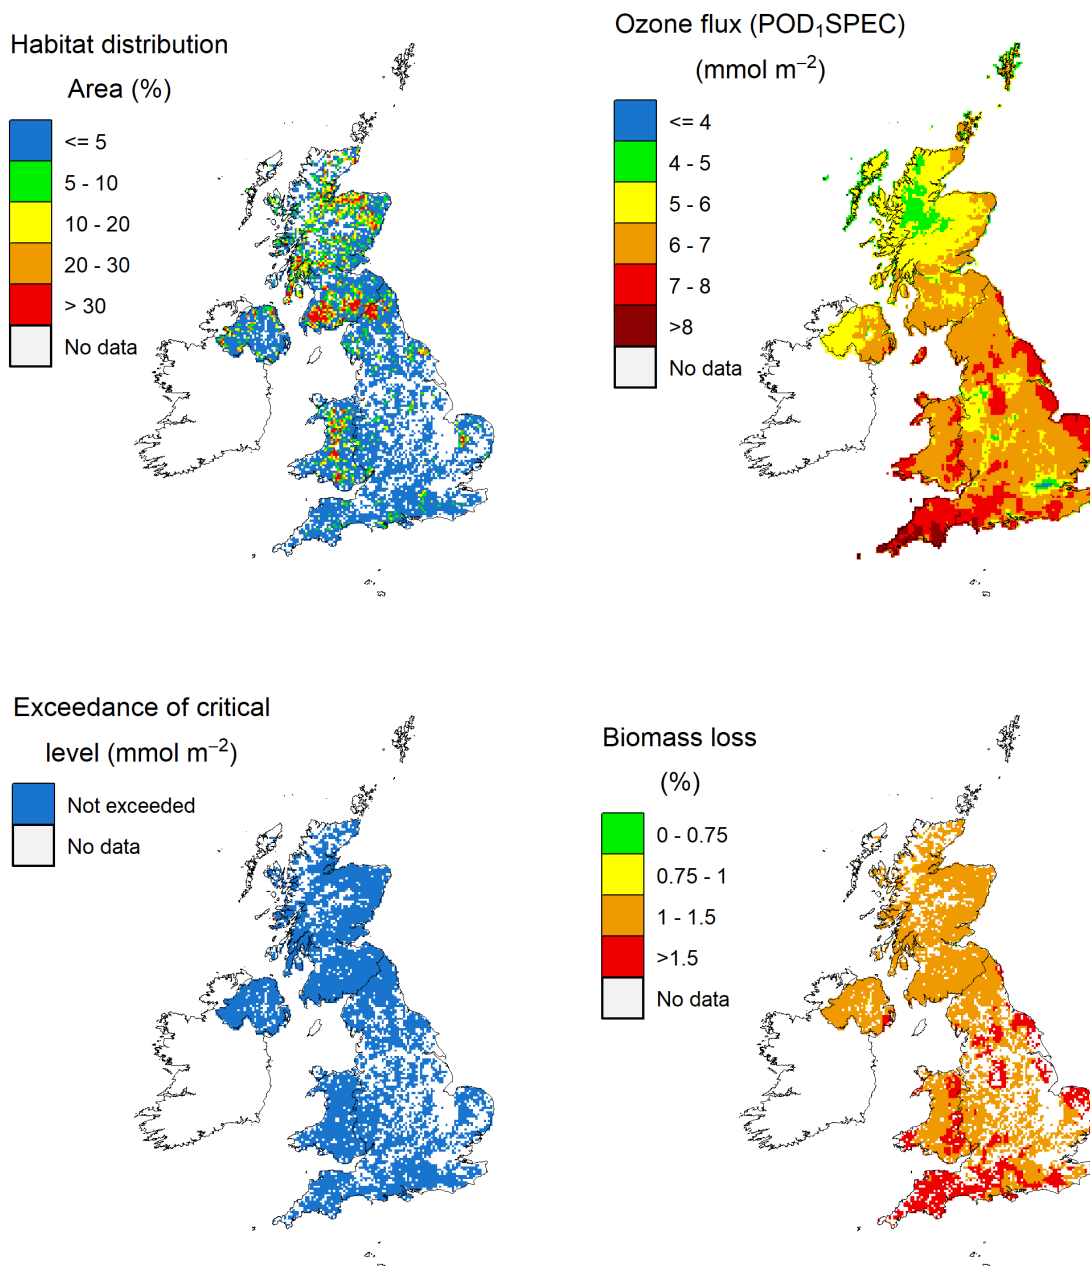 Habitat distribution
Area (%)
<= 5
5 - 10
10 - 20
20 - 30
> 30
No data
Ozone flux (POD₁SPEC)
(mmol m⁻²)
<= 4
4 - 5
5 - 6
6 - 7
7 - 8
>8
No data
Exceedance of critical
level (mmol m⁻²)
Not exceeded
No data
Biomass loss
(%)
0 - 0.75
0.75 - 1
1 - 1.5
>1.5
No data